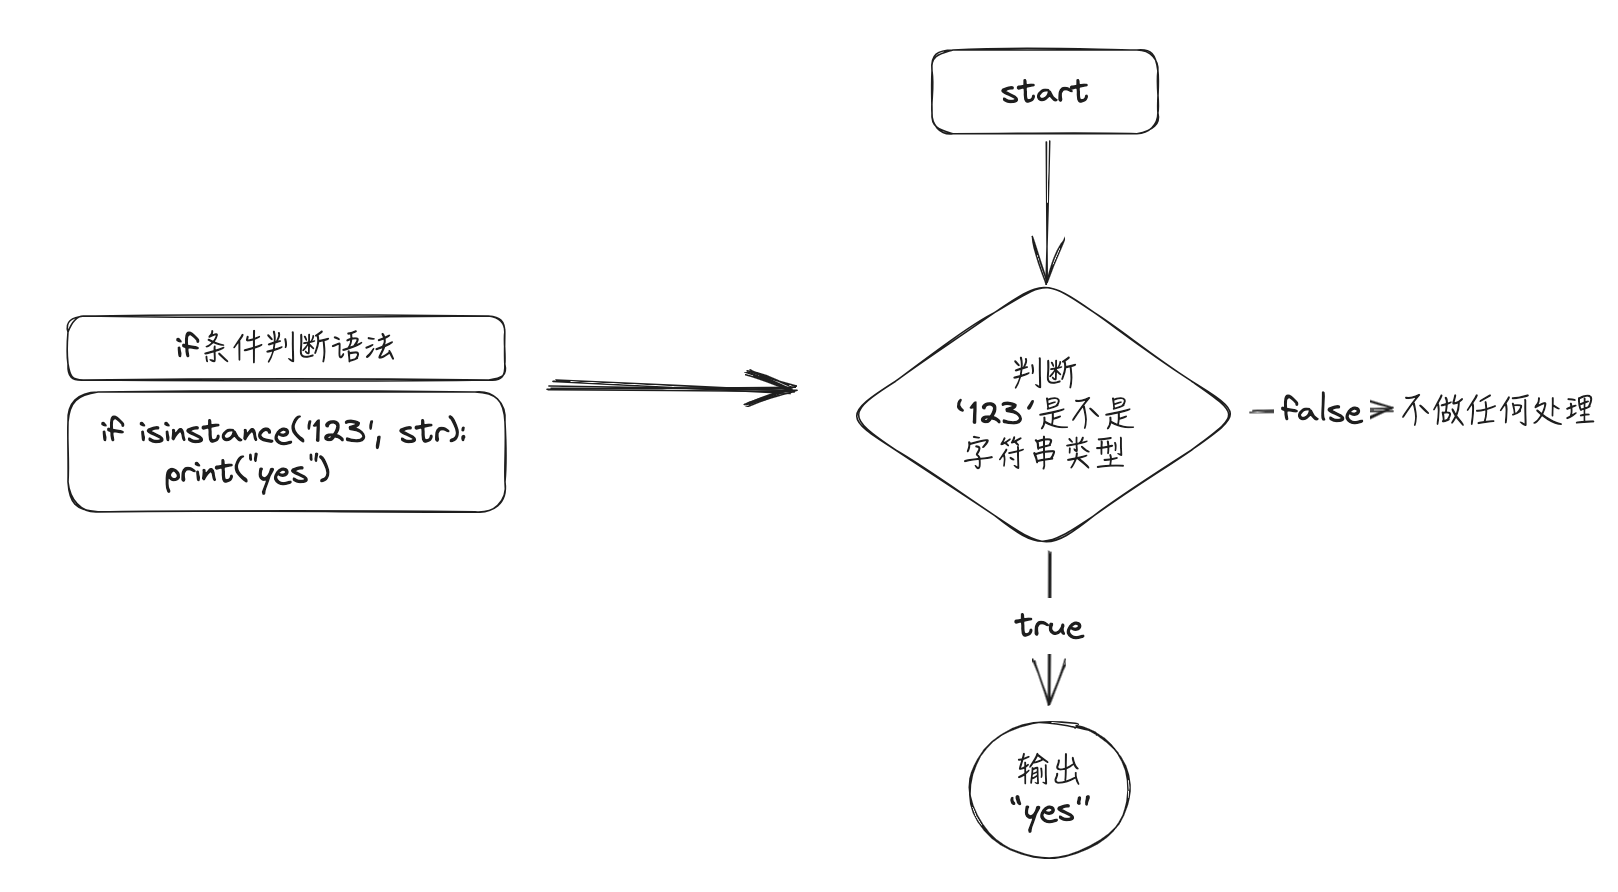 start
if条件判断语法
if isinstance('123', str):
print("yes")
判断
‘123’是不是
字符串类型
false
不做任何处理
true
输出
“yes”